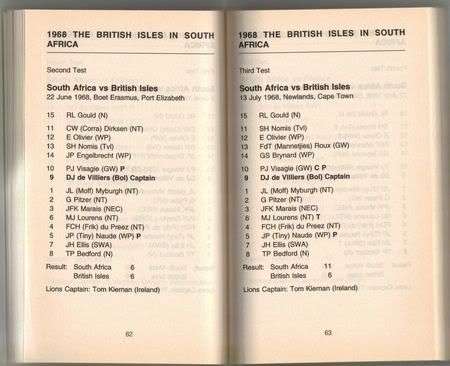 1968 THE BRITISH ISLES IN SOUTH
AFRICA
Second Test
South Africa vs British Isles
22 June 1968, Boet Erasmus, Port Elizabeth
15 RL Gould (N)
11 CW (Corra) Dirksen (NT)
12 E Olivier (WP)
13 SH Nomis (Tvl)
14 JP Engelbrecht (WP)
10 PJ Visagie (GW) P
9 DJ de Villiers (Bol) Captain
1 JL (Mof) Myburgh (NT)
2 G Pitzer (NT)
3 JFK Marais (NEC)
6 MJ Lourens (NT)
4 FCH (Frik) du Preez (NT)
5 JP (Tiny) Naude (WP) P
7 JH Ellis (SWA)
8 TP Bedford (N)
Result: South Africa 6
British Isles 6
Lions Captain: Tom Kiernan (Ireland)
62
1968 THE BRITISH ISLES IN SOUTH
AFRICA
Third Test
South Africa vs British Isles
13 July 1968, Newlands, Cape Town
15 RL Gould (N)
11 SH Nomis (Tvl)
12 E Olivier (WP)
13 FdT (Mannetjies) Roux (GW)
14 GS Brynard (WP)
10 PJ Visagie (GW) C P
9 DJ de Villiers (Bol) Captain
1 JL (Mof) Myburgh (NT)
2 G Pitzer (NT)
3 JFK Marais (NEC)
6 MJ Lourens (NT) T
4 FCH (Frik) du Preez (NT)
5 JP (Tiny) Naude (WP) P
7 JH Ellis (SWA)
8 TP Bedford (N)
Result: South Africa 11
British Isles 6
Lions Captain: Tom Kiernan (Ireland)
63